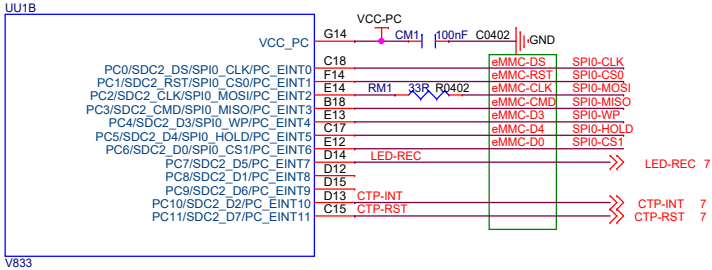 UU1B
VCC-PC
VCC_PC G14 CM1 100nF C0402 GND
PC0/SDC2_DS/SPI0_CLK/PC_EINT0 C18 eMMC-DS SPI0-CLK
PC1/SDC2_RST/SPI0_CS0/PC_EINT1 F14 eMMC-RST SPI0-CS0
PC2/SDC2_CLK/SPI0_MOSI/PC_EINT2 E14 RM1 33R R0402 eMMC-CLK SPI0-MOSI
PC3/SDC2_CMD/SPI0_MISO/PC_EINT3 B18 eMMC-CMD SPI0-MISO
PC4/SDC2_D3/SPI0_WP/PC_EINT4 E13 eMMC-D3 SPI0-WP
PC5/SDC2_D4/SPI0_HOLD/PC_EINT5 C17 eMMC-D4 SPI0-HOLD
PC6/SDC2_D0/SPI0_CS1/PC_EINT6 E12 eMMC-D0 SPI0-CS1
PC7/SDC2_D5/PC_EINT7 D14 LED-REC LED-REC 7
PC8/SDC2_D1/PC_EINT8 D12
PC9/SDC2_D6/PC_EINT9 D15
PC10/SDC2_D2/PC_EINT10 D13 CTP-INT CTP-INT 7
PC11/SDC2_D7/PC_EINT11 C15 CTP-RST CTP-RST 7
V833